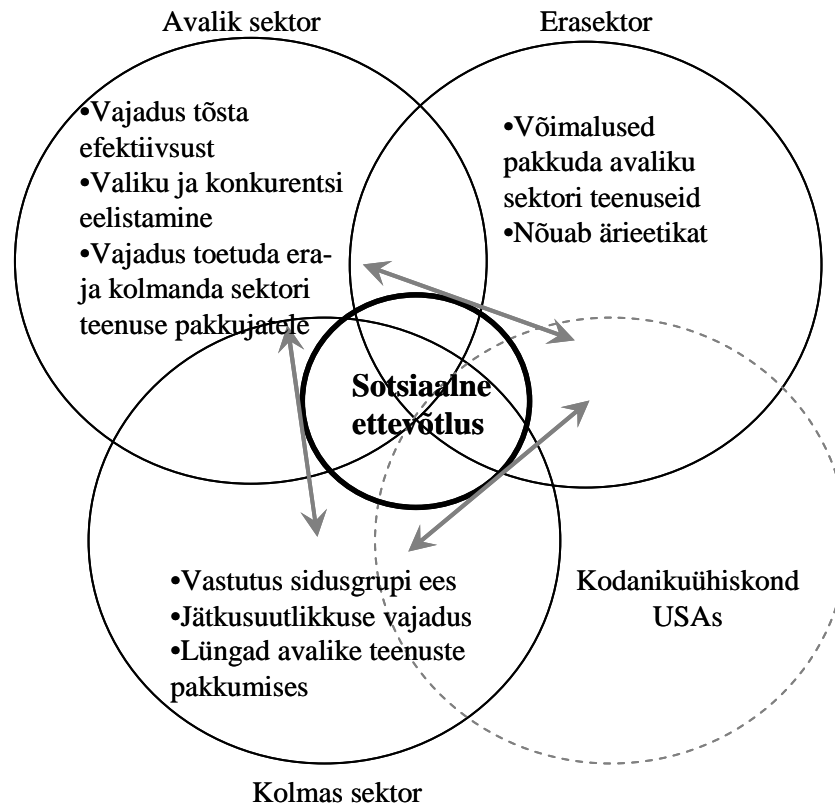 Avalik sektor
Erasektor
•Vajadus tõsta
efektiivsust
•Valiku ja konkurentsi
eelistamine
•Vajadus toetuda era-
ja kolmanda sektori
teenuse pakkujatele
•Võimalused
pakkuda avaliku
sektori teenuseid
•Nõuab ärieetikat
Sotsiaalne
ettevõtlus
•Vastutus sidusgrupi ees
•Jätkusuutlikkuse vajadus
•Lüngad avalike teenuste
pakkumises
Kodanikuühiskond
USAs
Kolmas sektor